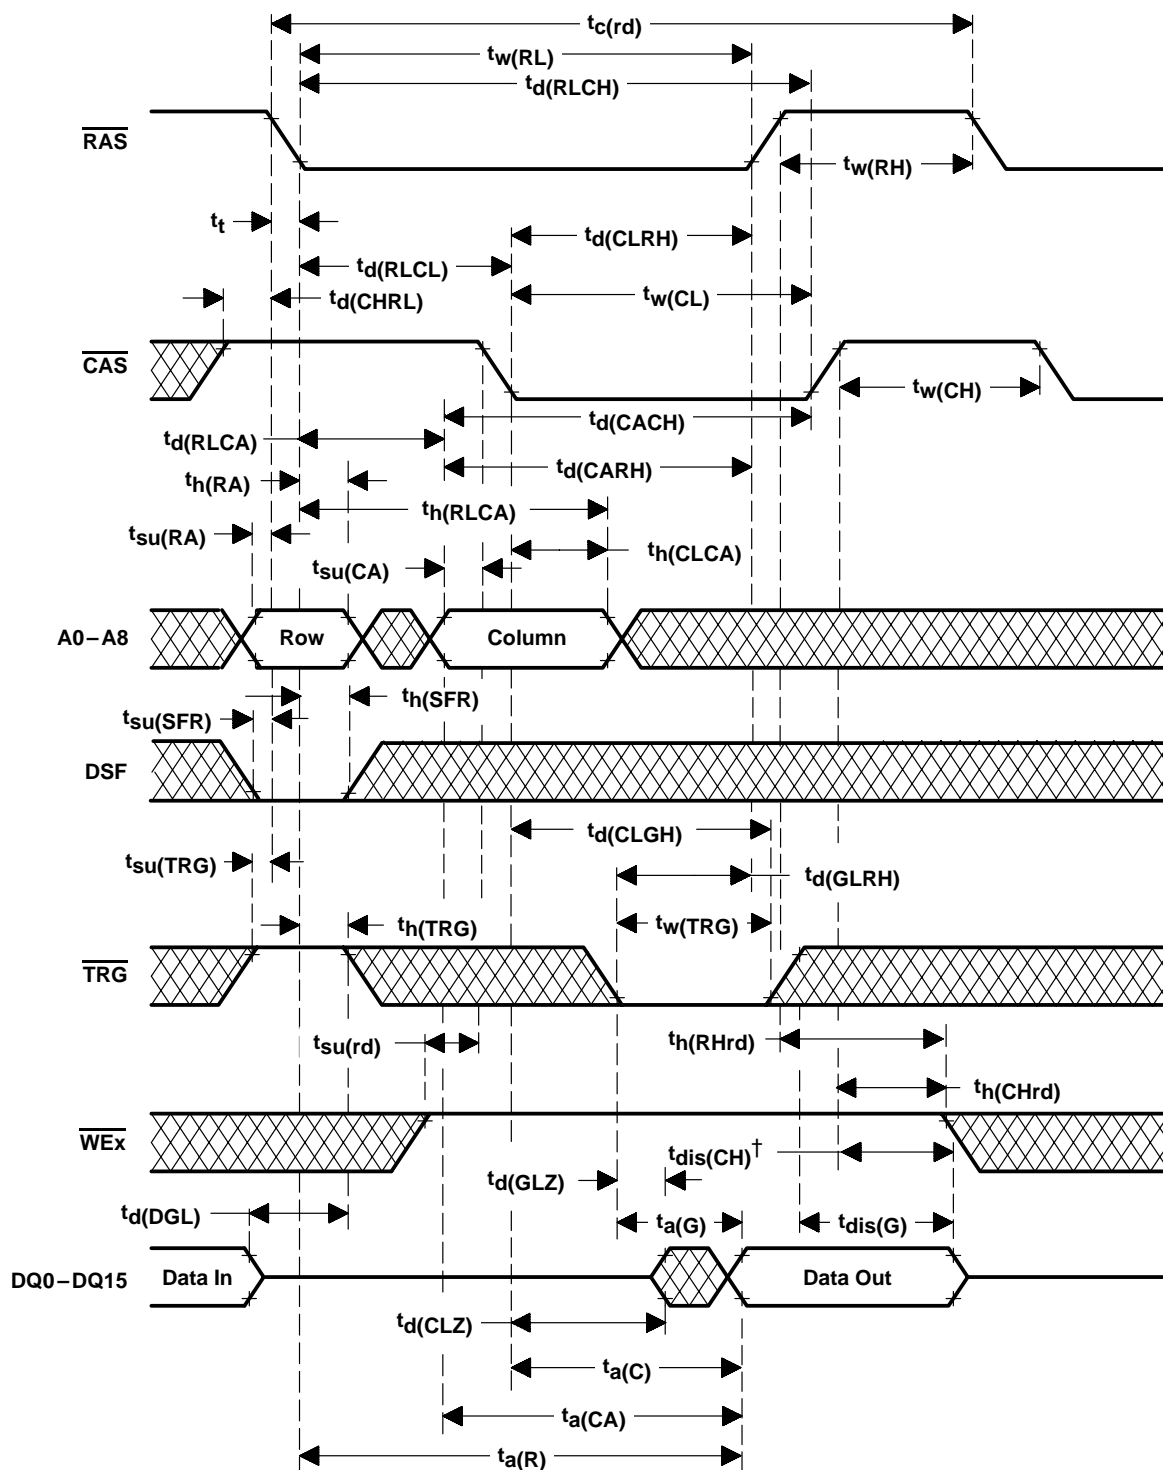 tc(rd)
tw(RL)
td(RLCH)
RAS
tw(RH)
tt
td(CLRH)
td(RLCL)
td(CHRL)
tw(CL)
CAS
tw(CH)
td(CACH)
td(RLCA)
td(CARH)
th(RA)
th(RLCA)
tsu(RA)
th(CLCA)
tsu(CA)
A0–A8
Row
Column
th(SFR)
tsu(SFR)
DSF
td(CLGH)
tsu(TRG)
td(GLRH)
th(TRG)
tw(TRG)
TRG
tsu(rd)
th(RHrd)
th(CHrd)
WEx
tdis(CH)†
td(GLZ)
td(DGL)
ta(G)
tdis(G)
DQ0–DQ15
Data In
Data Out
td(CLZ)
ta(C)
ta(CA)
ta(R)